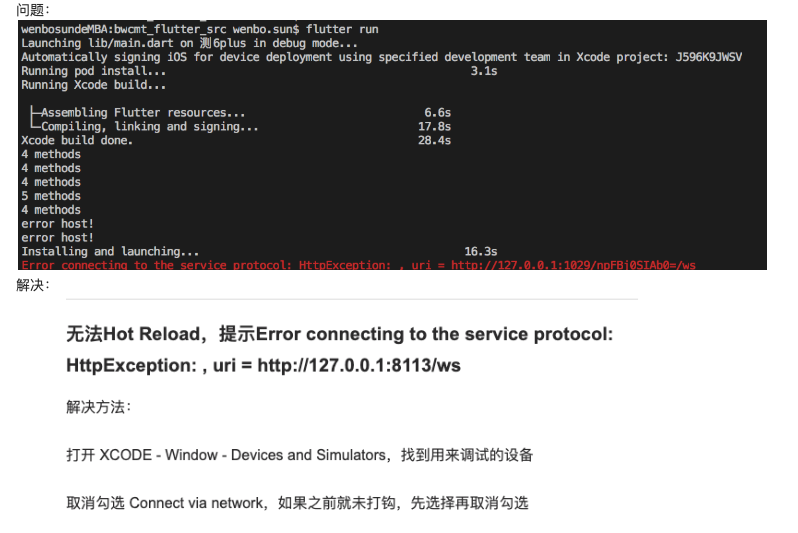 问题：
wenbosundeMBA:bwcmt_flutter_src wenbo.sun$ flutter run
Launching lib/main.dart on 测6plus in debug mode...
Automatically signing iOS for device deployment using specified development team in Xcode project: J596K9JWSV
Running pod install... 3.1s
Running Xcode build...
├─Assembling Flutter resources... 6.6s
└─Compiling, linking and signing... 17.8s
Xcode build done. 28.4s
4 methods
4 methods
4 methods
5 methods
4 methods
error host!
error host!
Installing and launching... 16.3s
Error connecting to the service protocol: HttpException: , uri = http://127.0.0.1:1029/npFBj0SIAb0=/ws
解决：
无法Hot Reload，提示Error connecting to the service protocol:
HttpException: , uri = http://127.0.0.1:8113/ws
解决方法：
打开 XCODE - Window - Devices and Simulators，找到用来调试的设备
取消勾选 Connect via network，如果之前就未打钩，先选择再取消勾选